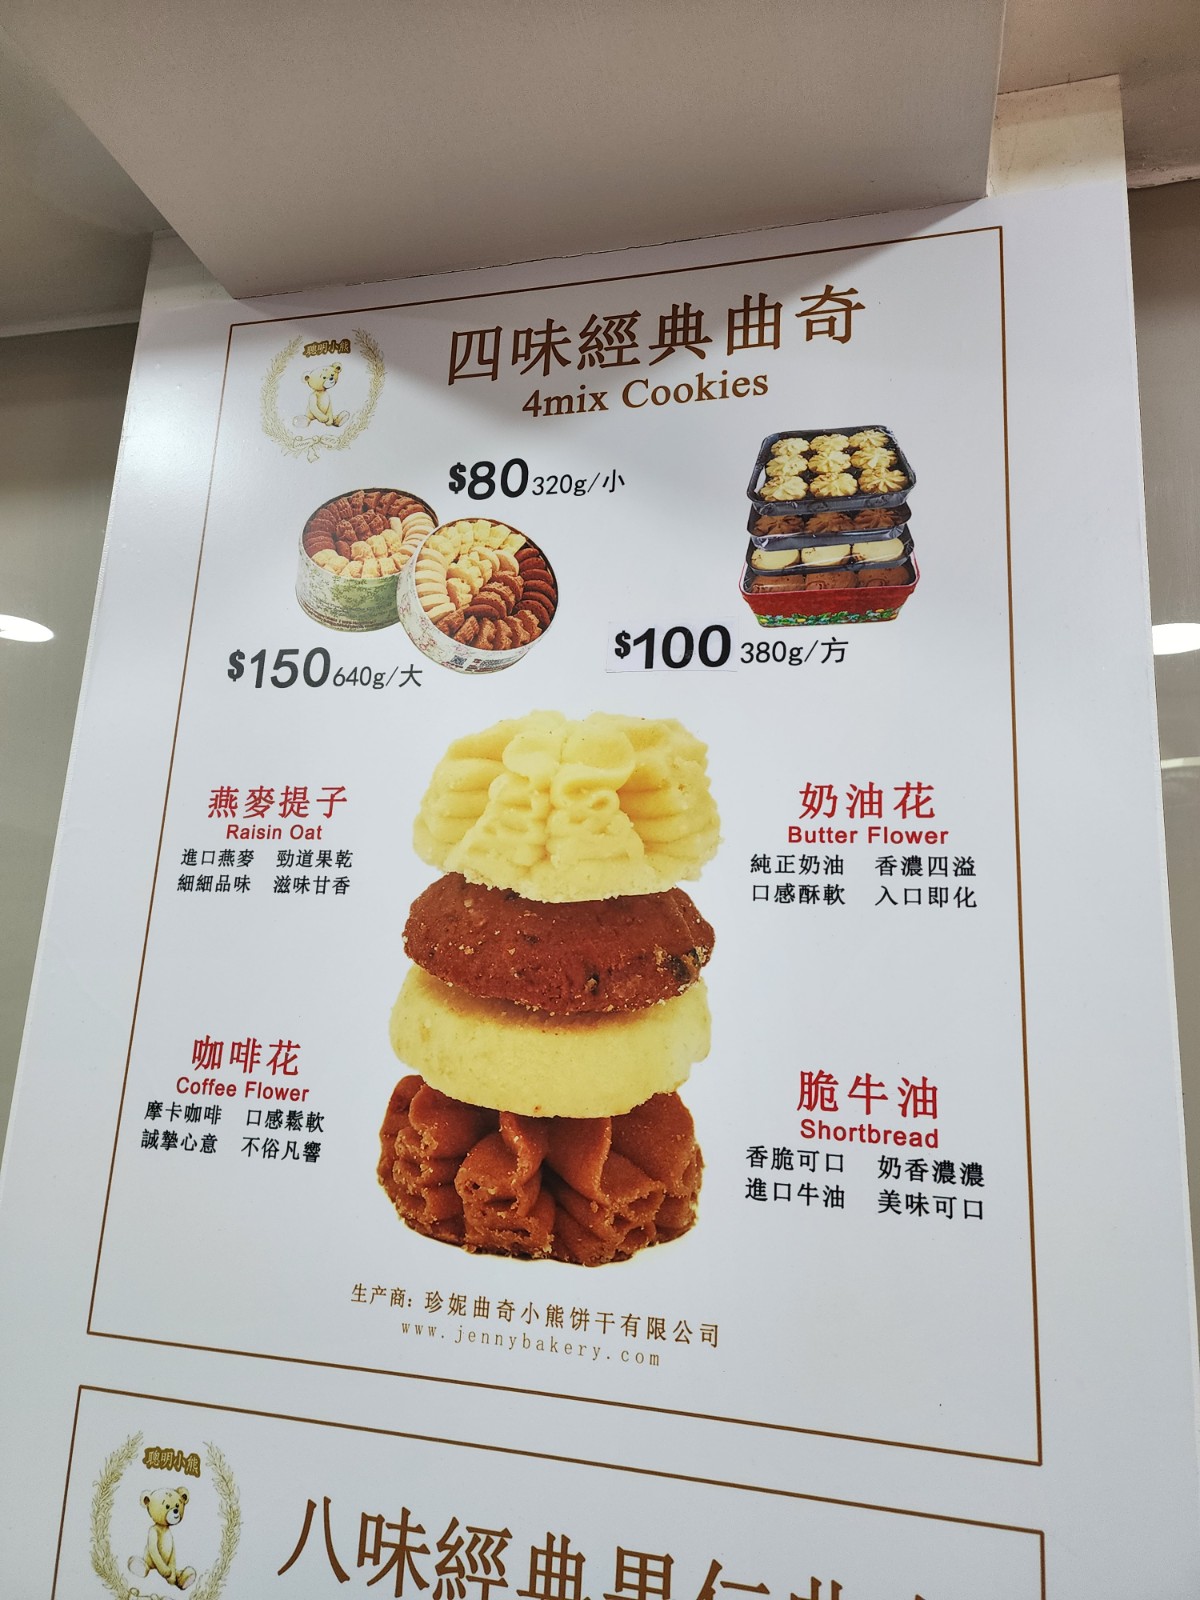 聰明小熊
四味經典曲奇
4mix Cookies
$80 320g/小
$150 640g/大
$100 380g/方
燕麥提子
Raisin Oat
進口燕麥 勁道果乾
細細品味 滋味甘香
奶油花
Butter Flower
純正奶油 香濃四溢
口感酥軟 入口即化
咖啡花
Coffee Flower
摩卡咖啡 口感鬆軟
誠摯心意 不俗凡響
脆牛油
Shortbread
香脆可口 奶香濃濃
進口牛油 美味可口
生产商: 珍妮曲奇小熊饼干有限公司
www.jennybakery.com
聰明小熊
八味經典果仁曲